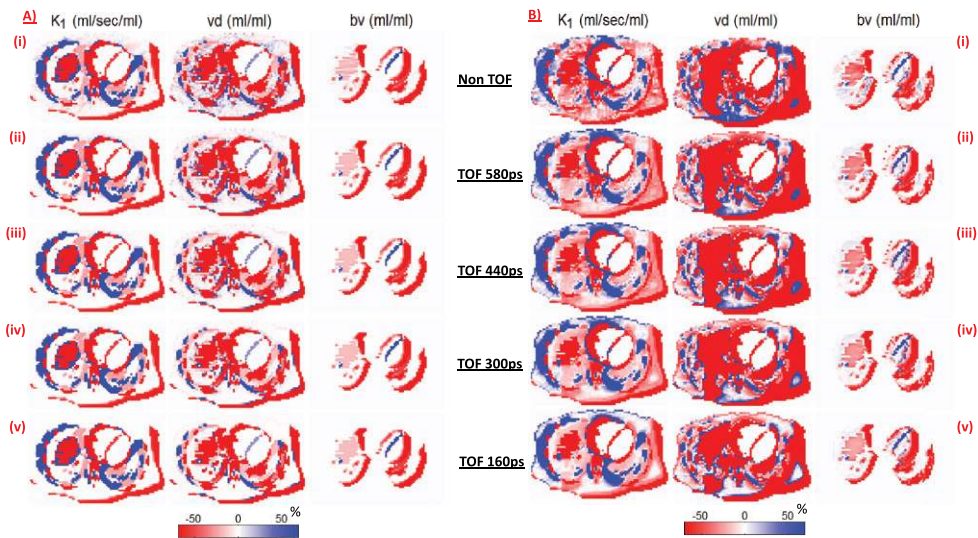 A) K₁ (ml/sec/ml) vd (ml/ml) bv (ml/ml) B) K₁ (ml/sec/ml) vd (ml/ml) bv (ml/ml)
(i) Non TOF (i)
(ii) TOF 580ps (ii)
(iii) TOF 440ps (iii)
(iv) TOF 300ps (iv)
(v) TOF 160ps (v)
-50 0 50 % -50 0 50 %